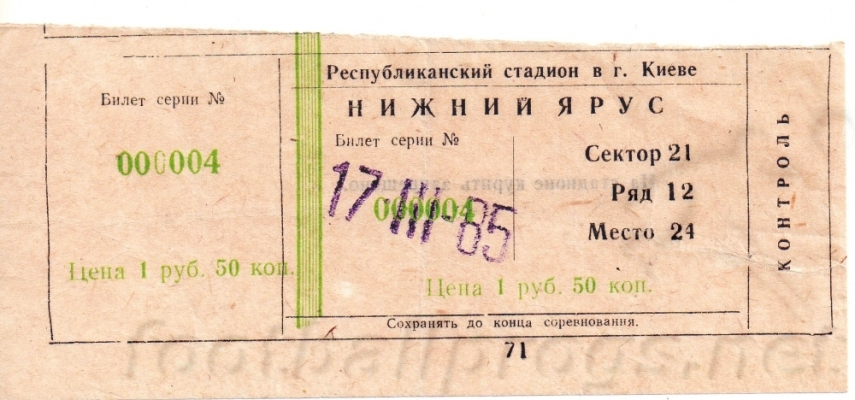 Билет серии №
000004
Цена 1 руб. 50 коп.
Республиканский стадион в г. Киеве
НИЖНИЙ ЯРУС
Билет серии №
000004
17-III-85
Сектор 21
Ряд 12
Место 24
Цена 1 руб. 50 коп.
Сохранять до конца соревнования.
КОНТРОЛЬ
71